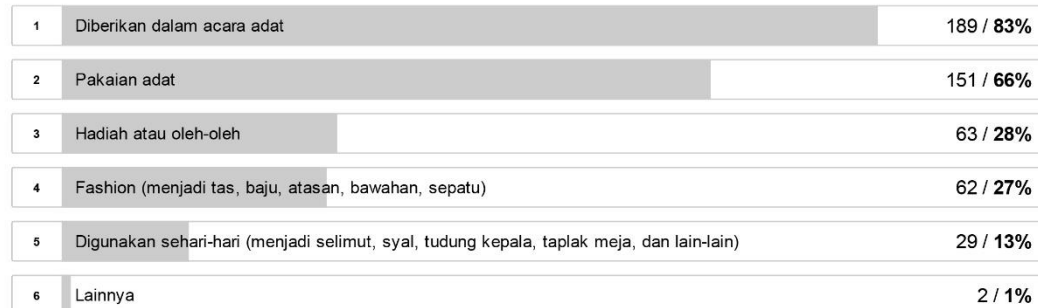 1 Diberikan dalam acara adat 189 / 83%
2 Pakaian adat 151 / 66%
3 Hadiah atau oleh-oleh 63 / 28%
4 Fashion (menjadi tas, baju, atasan, bawahan, sepatu) 62 / 27%
5 Digunakan sehari-hari (menjadi selimut, syal, tudung kepala, taplak meja, dan lain-lain) 29 / 13%
6 Lainnya 2 / 1%